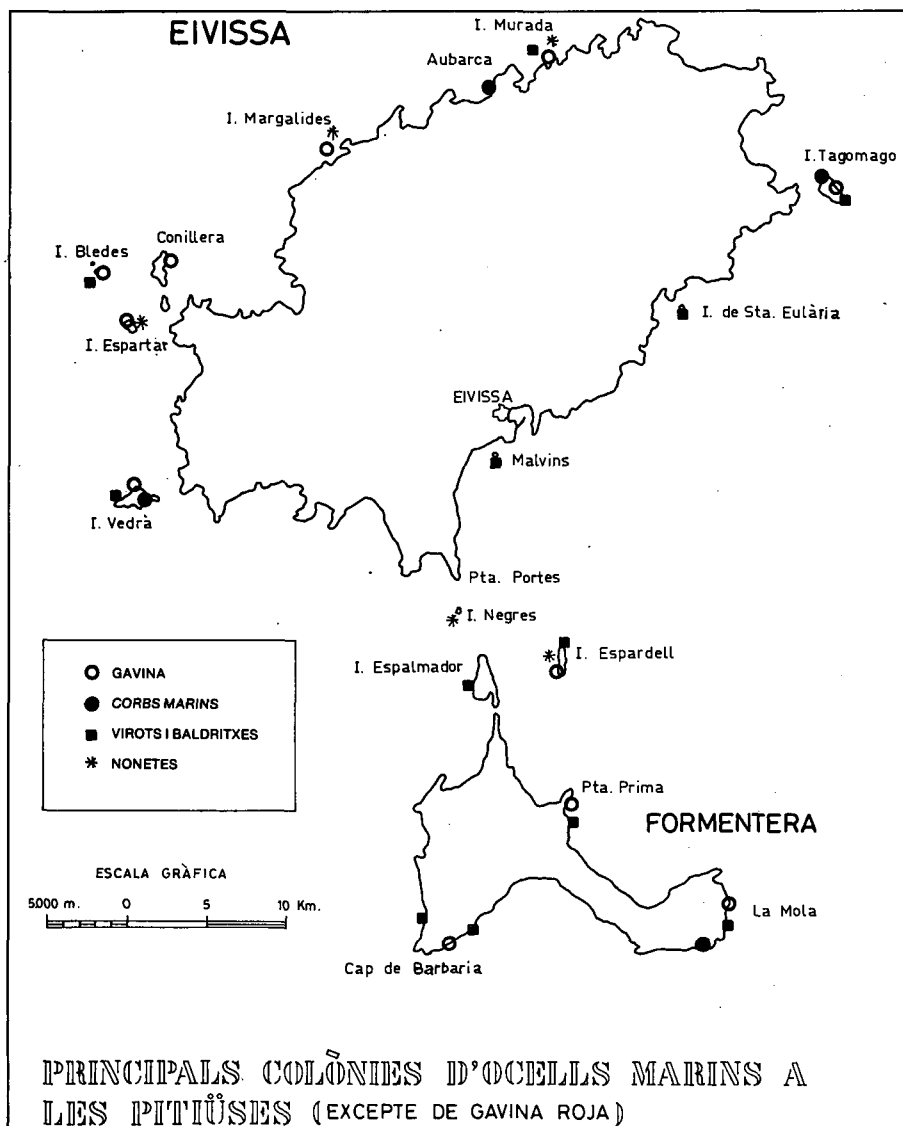 EIVISSA
I. Murada
Aubarca
I. Margalides
I. Tagomago
Conillera
I. Bledes
I. de Sta. Eulària
I. Espartar
EIVISSA
Malvins
I. Vedrà
Pta. Portes
I. Negres
I. Espardell
I. Espalmador
GAVINA
CORBS MARINS
VIROTS I BALDRITXES
NONETES
Pta. Prima
FORMENTERA
ESCALA GRÀFICA
5000 m. 0 5 10 Km.
La Mola
Cap de Barbaria
PRINCIPALS COLÒNIES D'OCELLS MARINS A
LES PITIÜSES (EXCEPTE DE GAVINA ROJA)